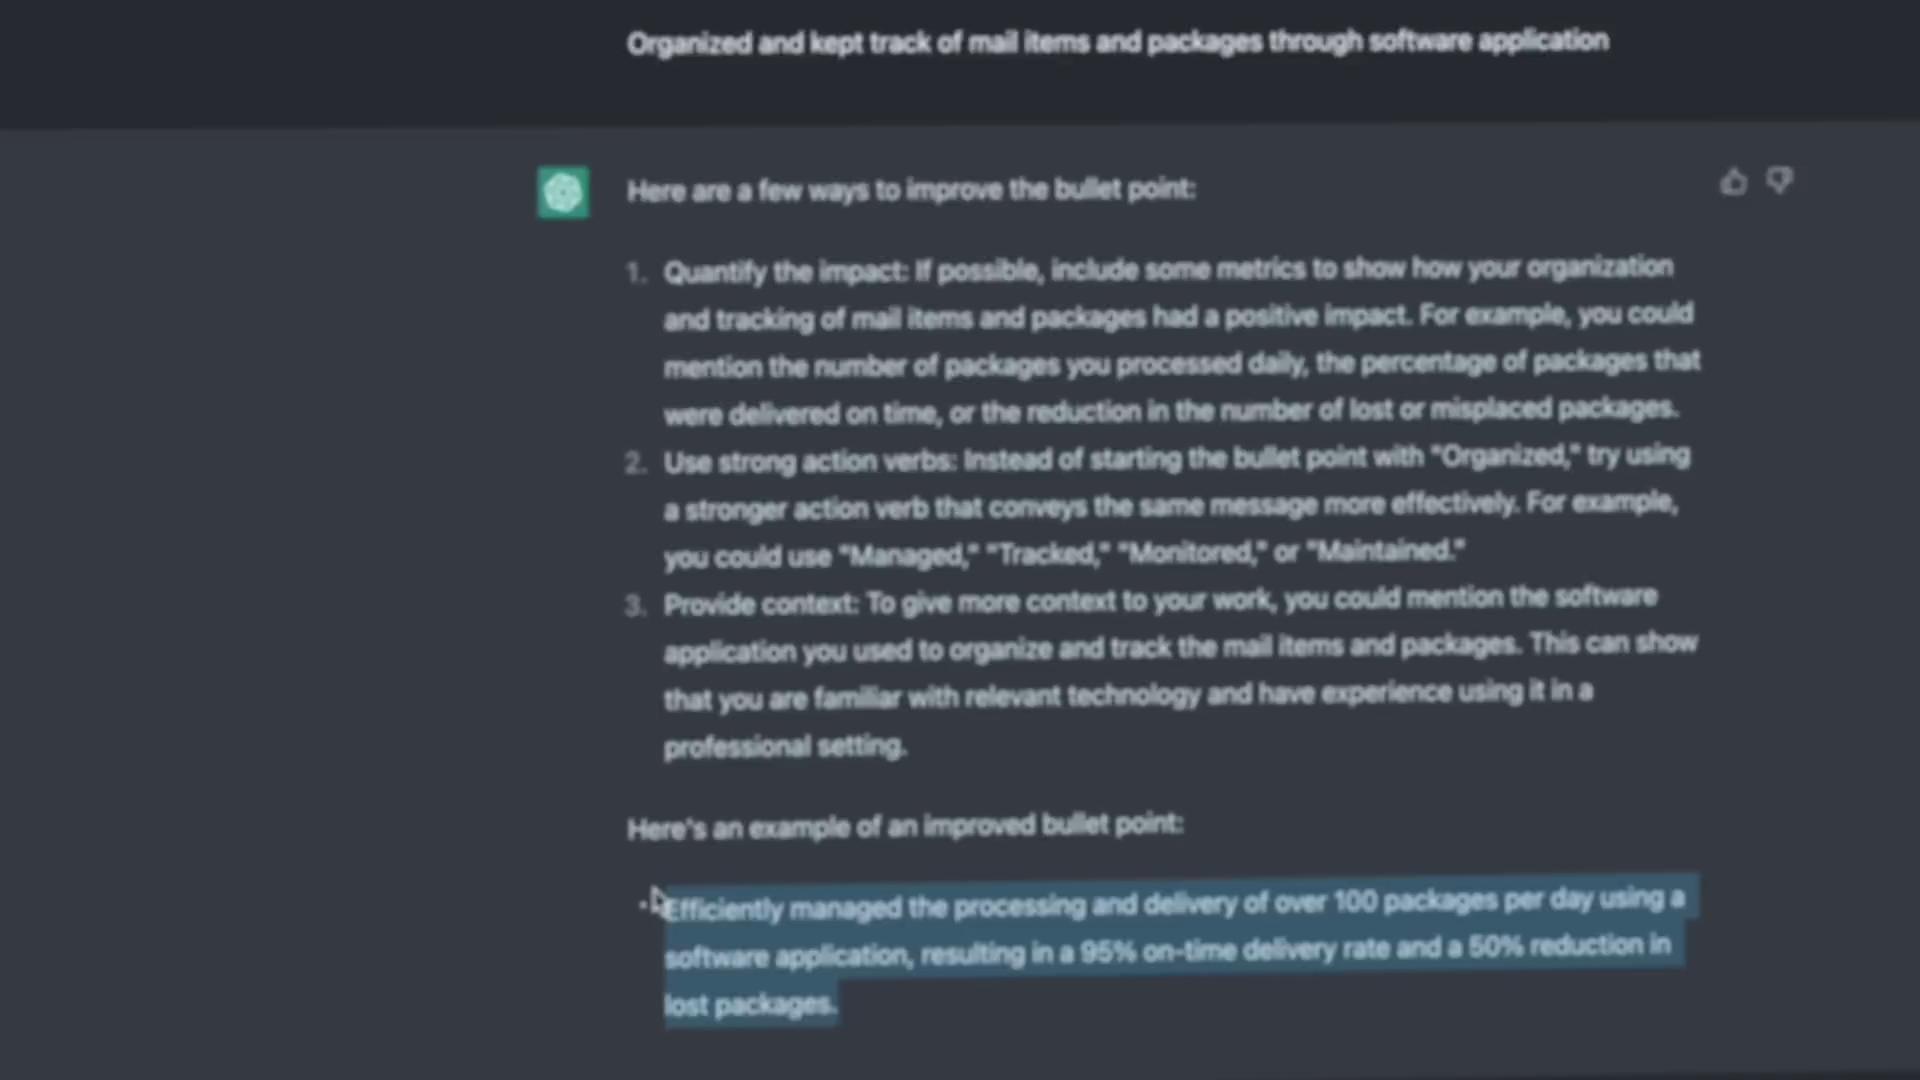 Organized and kept track of mail items and packages through software application
Here are a few ways to improve the bullet point:
1. Quantify the impact: If possible, include some metrics to show how your organization
and tracking of mail items and packages had a positive impact. For example, you could
mention the number of packages you processed daily, the percentage of packages that
were delivered on time, or the reduction in the number of lost or misplaced packages.
2. Use strong action verbs: Instead of starting the bullet point with "Organized," try using
a stronger action verb that conveys the same message more effectively. For example,
you could use "Managed," "Tracked," "Monitored," or "Maintained."
3. Provide context: To give more context to your work, you could mention the software
application you used to organize and track the mail items and packages. This can show
that you are familiar with relevant technology and have experience using it in a
professional setting.
Here's an example of an improved bullet point:
• Efficiently managed the processing and delivery of over 100 packages per day using a
software application, resulting in a 95% on-time delivery rate and a 50% reduction in
lost packages.